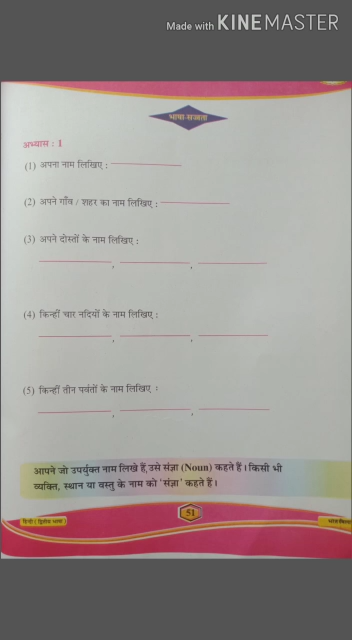 Made with KINEMASTER
भाषा-सज्जता
अभ्यास : 1
(1) अपना नाम लिखिए :
(2) अपने गाँव / शहर का नाम लिखिए :
(3) अपने दोस्तों के नाम लिखिए :
, ,
(4) किन्हीं चार नदियों के नाम लिखिए :
, ,
(5) किन्हीं तीन पर्वतों के नाम लिखिए :
, ,
आपने जो उपर्युक्त नाम लिखे हैं, उसे संज्ञा (Noun) कहते हैं। किसी भी
व्यक्ति, स्थान या वस्तु के नाम को 'संज्ञा' कहते हैं।
हिन्दी ( द्वितीय भाषा )
51